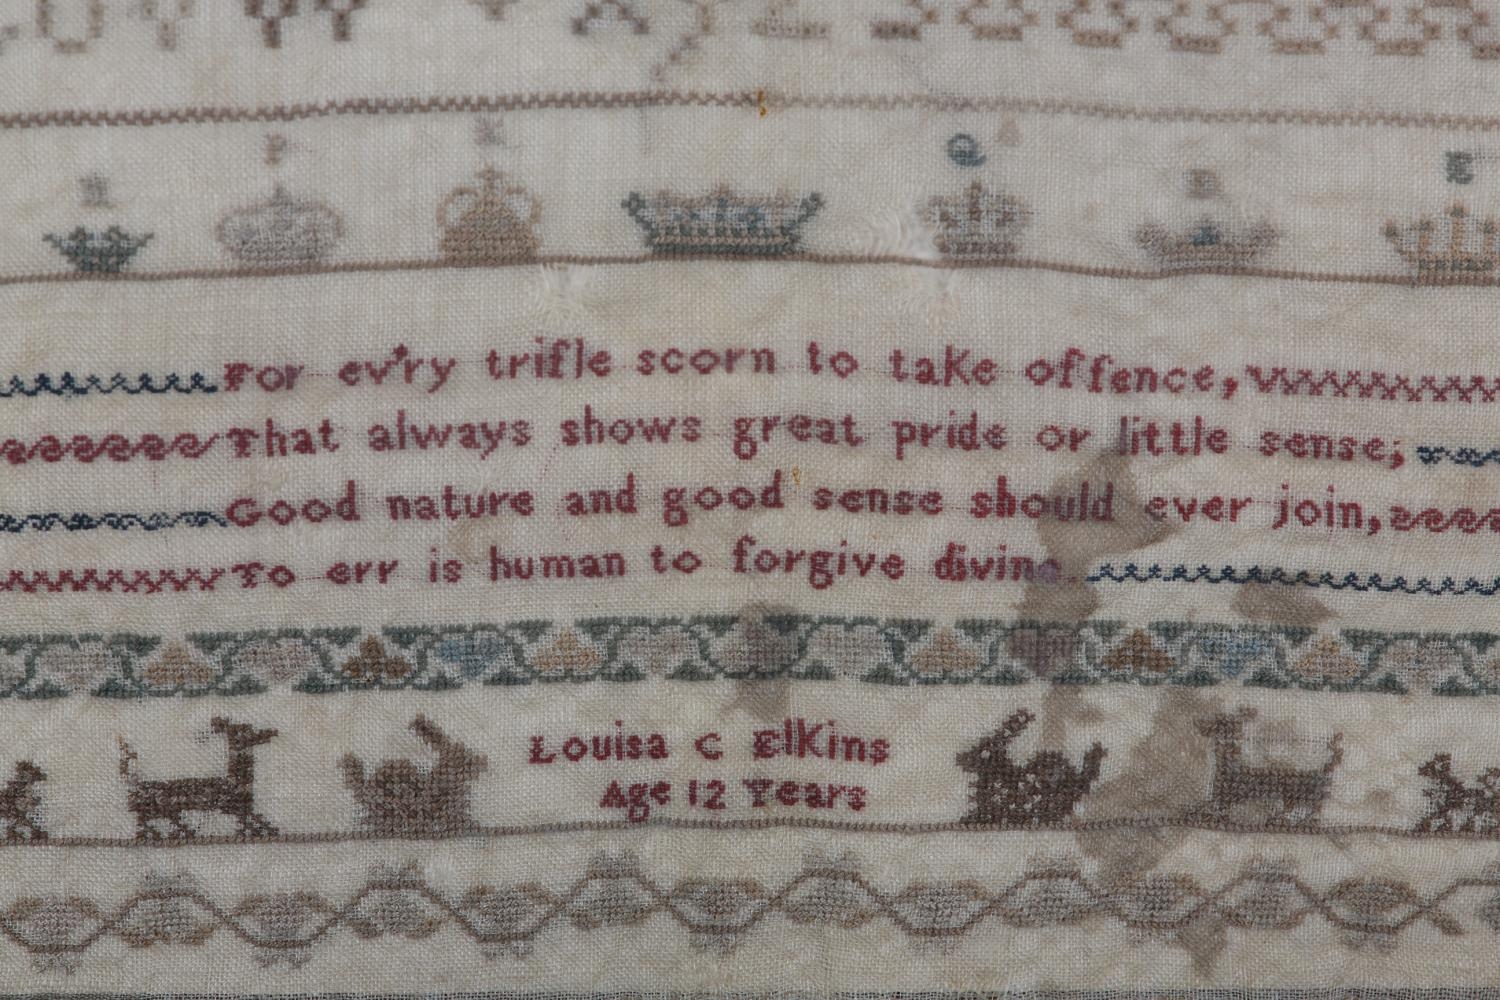 For ev'ry trifle scorn to take offence,
That always shows great pride or little sense;
Good nature and good sense should ever join,
To err is human to forgive divine.
Louisa C Elkins
Age 12 Years